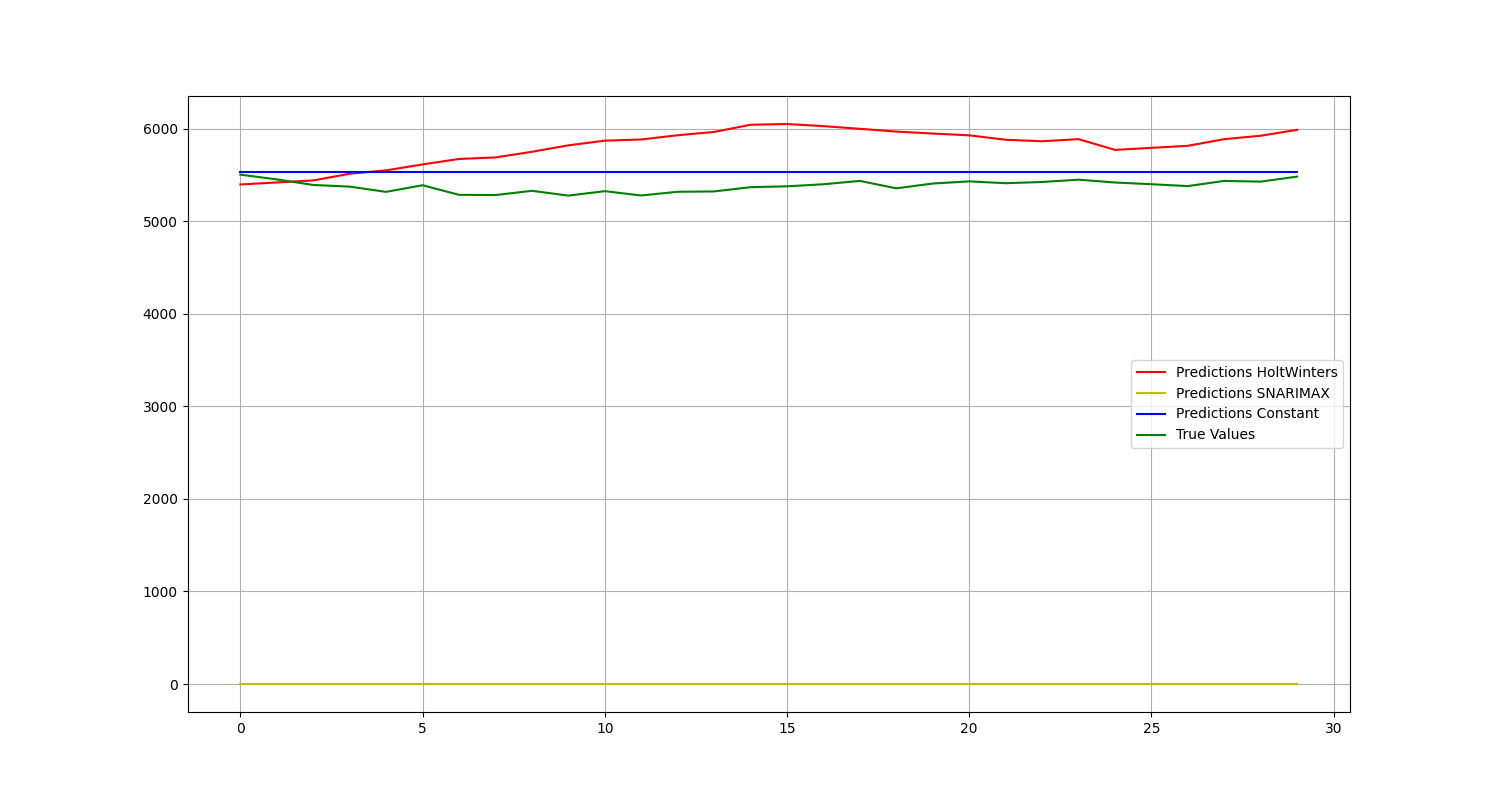 6000
5000
4000
3000
2000
1000
0
0 5 10 15 20 25 30
Predictions HoltWinters
Predictions SNARIMAX
Predictions Constant
True Values